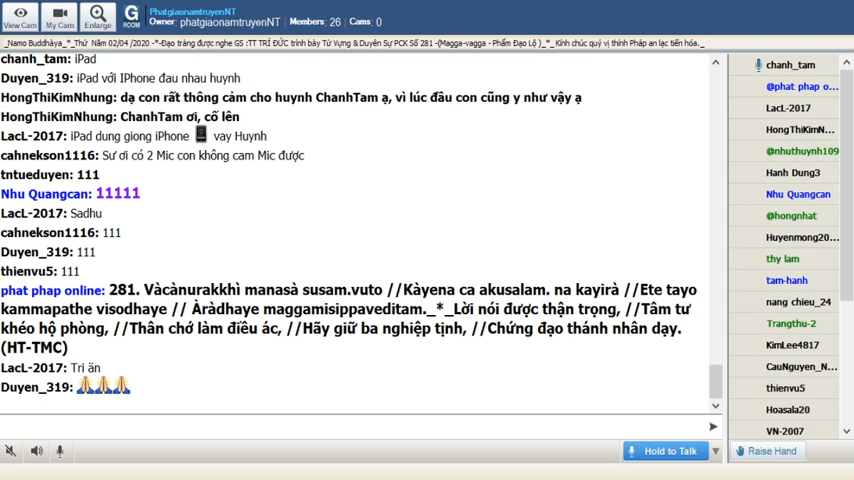 PhatgiaonamtruyenNT
Owner: phatgiaonamtruyenNT | Members: 26 | Cams: 0
View Cam
My Cam
Enlarge
G
ROOM
_Namo Buddhàya_*_Thứ Năm 02/04 /2020 -*-Đạo tràng được nghe GS :TT TRÍ ĐỨC trình bày Từ Vựng & Duyên Sự PCK Số 281 -(Magga-vagga - Phẩm Đạo Lộ )_*_ Kính chúc quý vị thính Pháp an lạc tiến hóa._
chanh_tam: iPad
Duyen_319: iPad với IPhone đau nhau huynh
HongThiKimNhung: dạ con rất thông cảm cho huynh ChanhTam ạ, vì lúc đầu con cũng y như vậy ạ
HongThiKimNhung: ChanhTam ơi, cố lên
LacL-2017: iPad dung giong iPhone vay Huynh
cahnekson1116: Sư ơi có 2 Mic con không cam Mic được
tntueduyen: 111
Nhu Quangcan: 11111
LacL-2017: Sadhu
cahnekson1116: 111
Duyen_319: 111
thienvu5: 111
phat phap online: 281. Vàcànurakkhì manasà susam.vuto //Kàyena ca akusalam. na kayirà //Ete tayo
kammapathe visodhaye // Àràdhaye maggamisippaveditam._*_Lời nói được thận trọng, //Tâm tư
khéo hộ phòng, //Thân chớ làm điều ác, //Hãy giữ ba nghiệp tịnh, //Chứng đạo thánh nhân dạy.
(HT-TMC)
LacL-2017: Tri ân
Duyen_319:
Hold to Talk
chanh_tam
@phat phap o...
LacL-2017
HongThiKimN...
@nhuthuynh109
Hanh Dung3
Nhu Quangcan
@hongnhat
Huyenmong20...
thy lam
tam-hanh
nang chieu_24
Trangthu-2
KimLee4817
CauNguyen_N...
thienvu5
Hoasala20
VN-2007
Raise Hand